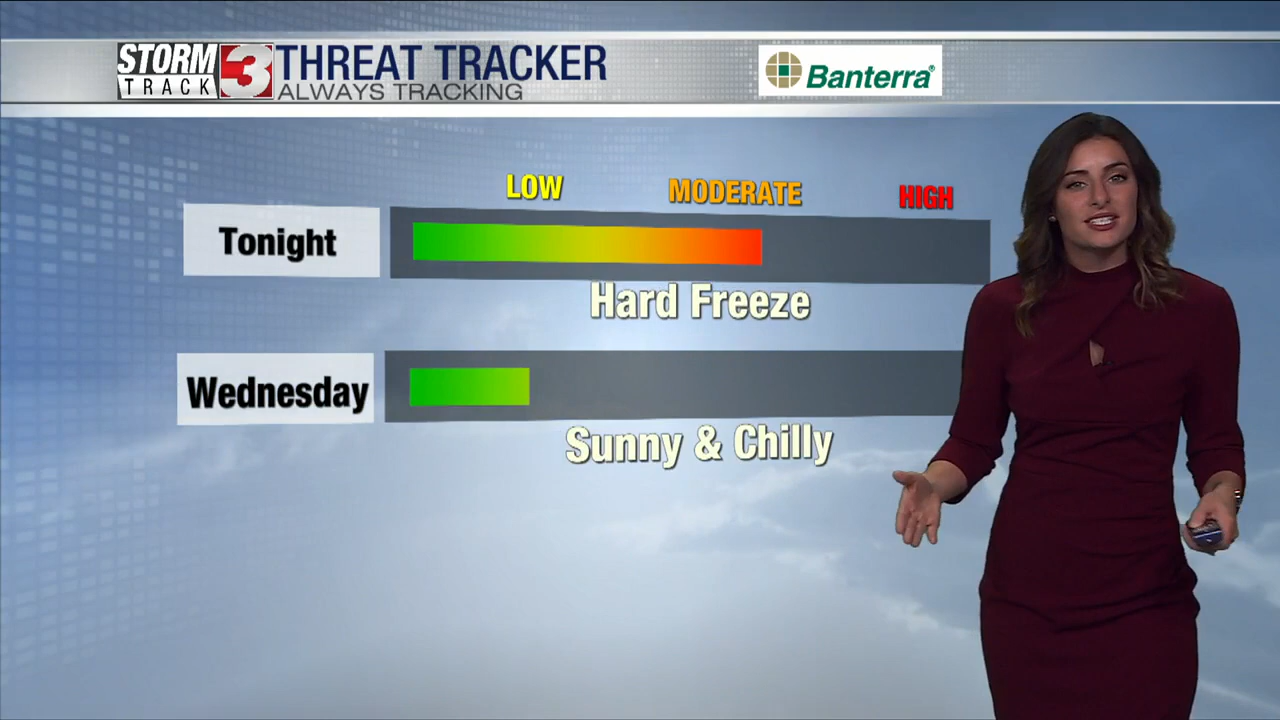 STORM
TRACK
3
THREAT TRACKER
ALWAYS TRACKING
Banterra®
LOW
MODERATE
HIGH
Tonight
Hard Freeze
Wednesday
Sunny & Chilly